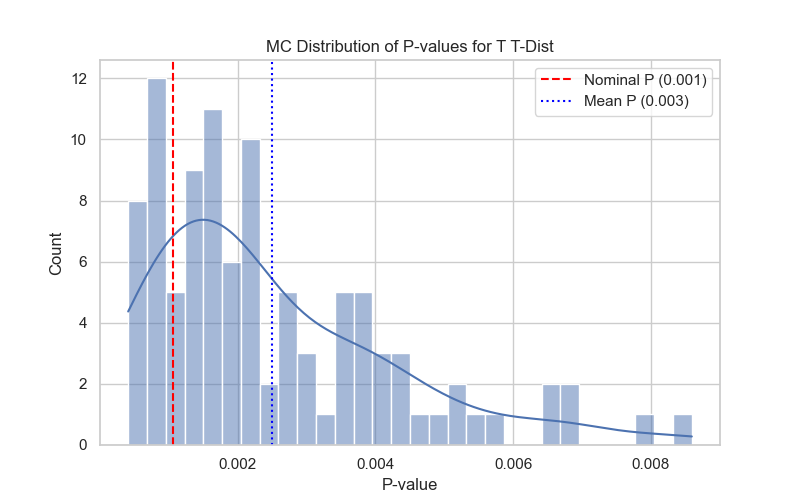 MC Distribution of P-values for T T-Dist
Nominal P (0.001)
Mean P (0.003)
12
10
8
6
4
2
0
Count
0.002
0.004
0.006
0.008
P-value